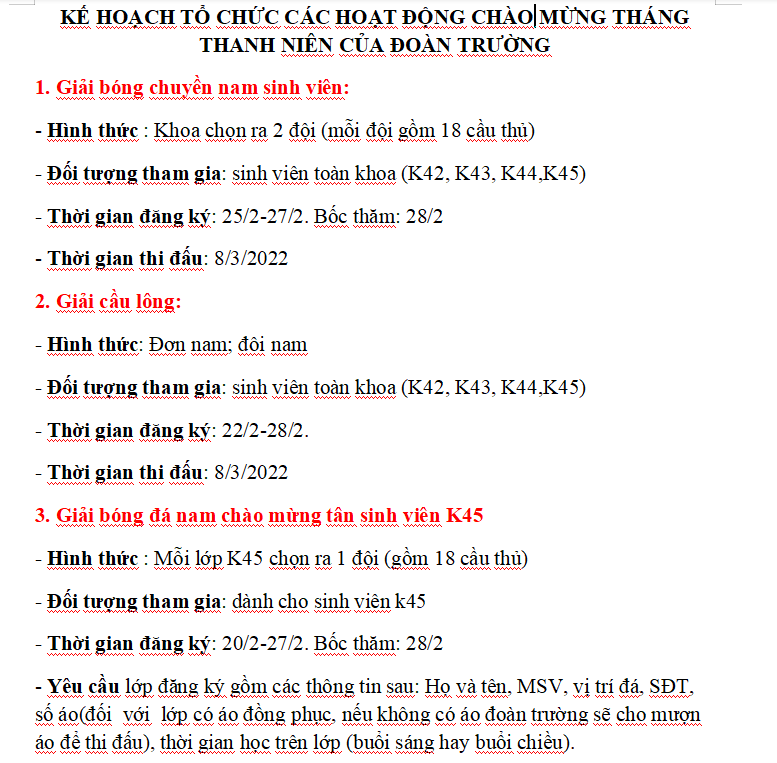 KẾ HOẠCH TỔ CHỨC CÁC HOẠT ĐỘNG CHÀO MỪNG THÁNG
THANH NIÊN CỦA ĐOÀN TRƯỜNG
1. Giải bóng chuyền nam sinh viên:
- Hình thức : Khoa chọn ra 2 đội (mỗi đội gồm 18 cầu thủ)
- Đối tượng tham gia: sinh viên toàn khoa (K42, K43, K44,K45)
- Thời gian đăng ký: 25/2-27/2. Bốc thăm: 28/2
- Thời gian thi đấu: 8/3/2022
2. Giải cầu lông:
- Hình thức: Đơn nam; đôi nam
- Đối tượng tham gia: sinh viên toàn khoa (K42, K43, K44,K45)
- Thời gian đăng ký: 22/2-28/2.
- Thời gian thi đấu: 8/3/2022
3. Giải bóng đá nam chào mừng tân sinh viên K45
- Hình thức : Mỗi lớp K45 chọn ra 1 đội (gồm 18 cầu thủ)
- Đối tượng tham gia: dành cho sinh viên k45
- Thời gian đăng ký: 20/2-27/2. Bốc thăm: 28/2
- Yêu cầu lớp đăng ký gồm các thông tin sau: Họ và tên, MSV, vị trí đá, SĐT,
số áo(đối với lớp có áo đồng phục, nếu không có áo đoàn trường sẽ cho mượn
áo để thi đấu), thời gian học trên lớp (buổi sáng hay buổi chiều).